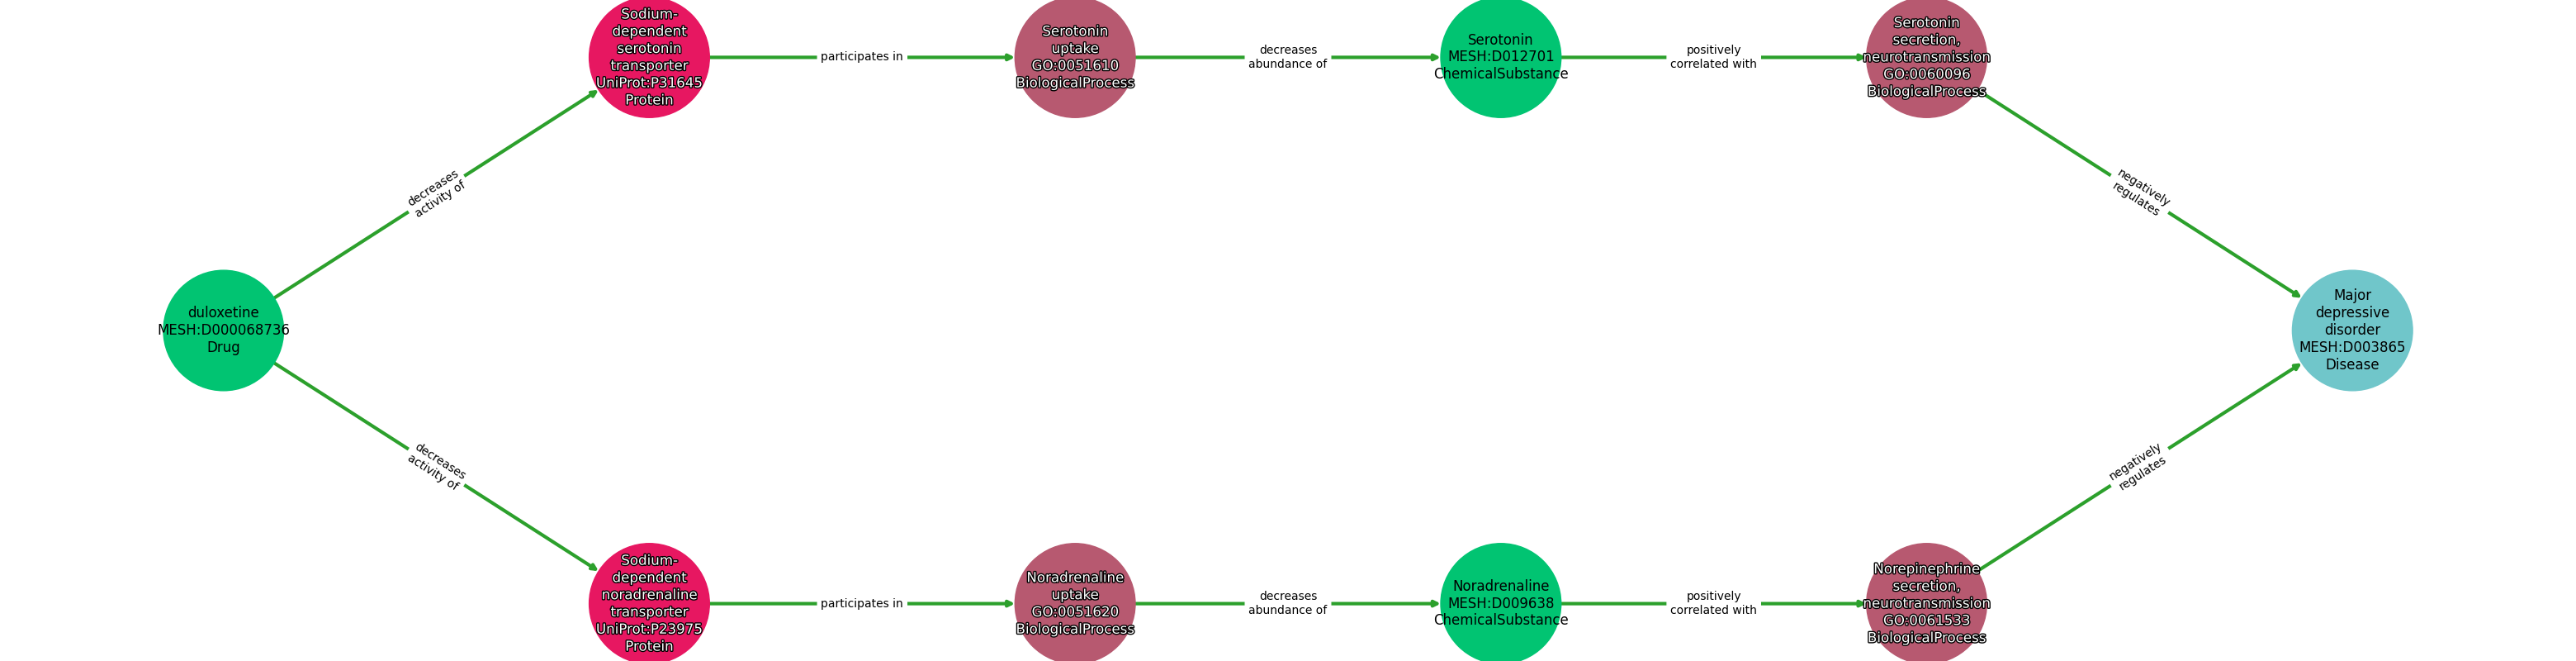 Sodium-
dependent
serotonin
transporter
UniProt:P31645
Protein
participates in
Serotonin
uptake
GO:0051610
BiologicalProcess
decreases
abundance of
Serotonin
MESH:D012701
ChemicalSubstance
positively
correlated with
Serotonin
secretion,
neurotransmission
GO:0060096
BiologicalProcess
decreases
activity of
negatively
regulates
duloxetine
MESH:D000068736
Drug
Major
depressive
disorder
MESH:D003865
Disease
decreases
activity of
negatively
regulates
Sodium-
dependent
noradrenaline
transporter
UniProt:P23975
Protein
participates in
Noradrenaline
uptake
GO:0051620
BiologicalProcess
decreases
abundance of
Noradrenaline
MESH:D009638
ChemicalSubstance
positively
correlated with
Norepinephrine
secretion,
neurotransmission
GO:0061533
BiologicalProcess